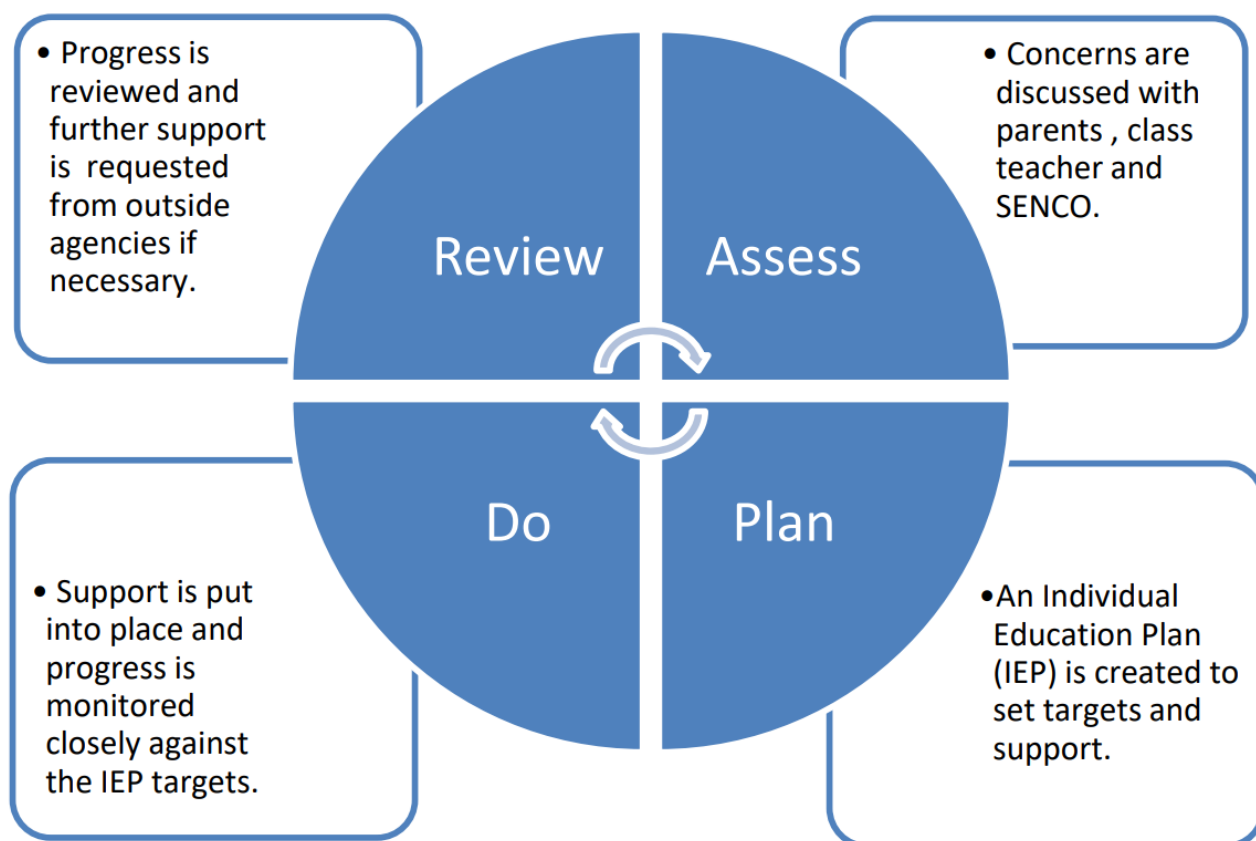 • Progress is
reviewed and
further support
is requested
from outside
agencies if
necessary.
Review
Assess
• Concerns are
discussed with
parents , class
teacher and
SENCO.
Do
Plan
• Support is put
into place and
progress is
monitored
closely against
the IEP targets.
•An Individual
Education Plan
(IEP) is created to
set targets and
support.